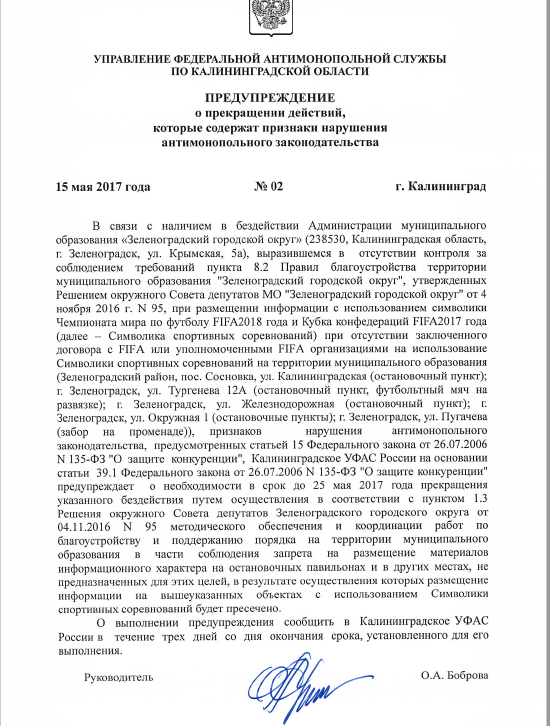 УПРАВЛЕНИЕ ФЕДЕРАЛЬНОЙ АНТИМОНОПОЛЬНОЙ СЛУЖБЫ
ПО КАЛИНИНГРАДСКОЙ ОБЛАСТИ
ПРЕДУПРЕЖДЕНИЕ
о прекращении действий,
которые содержат признаки нарушения
антимонопольного законодательства
15 мая 2017 года № 02 г. Калининград
В связи с наличием в бездействии Администрации муниципального
образования «Зеленоградский городской округ» (238530, Калининградская область,
г. Зеленоградск, ул. Крымская, 5а), выразившемся в отсутствии контроля за
соблюдением требований пункта 8.2 Правил благоустройства территории
муниципального образования "Зеленоградский городской округ", утвержденных
Решением окружного Совета депутатов МО "Зеленоградский городской округ" от 4
ноября 2016 г. N 95, при размещении информации с использованием символики
Чемпионата мира по футболу FIFA2018 года и Кубка конфедераций FIFA2017 года
(далее – Символика спортивных соревнований) при отсутствии заключенного
договора с FIFA или уполномоченными FIFA организациями на использование
Символики спортивных соревнований на территории муниципального образования
(Зеленоградский район, пос. Сосновка, ул. Калининградская (остановочный пункт);
г. Зеленоградск, ул. Тургенева 12А (остановочный пункт, футбольтный мяч на
развязке); г. Зеленоградск, ул. Железнодорожная (остановочный пункт); г.
Зеленоградск, ул. Окружная 1 (остановочные пункты); г. Зеленоградск, ул. Пугачева
(забор на променаде)), признаков нарушения антимонопольного
законодательства, предусмотренных статьей 15 Федерального закона от 26.07.2006
N 135-ФЗ "О защите конкуренции", Калининградское УФАС России на основании
статьи 39.1 Федерального закона от 26.07.2006 N 135-ФЗ "О защите конкуренции"
предупреждает о необходимости в срок до 25 мая 2017 года прекращения
указанного бездействия путем осуществления в соответствии с пунктом 1.3
Решения окружного Совета депутатов Зеленоградского городского округа от
04.11.2016 N 95 методического обеспечения и координации работ по
благоустройству и поддержанию порядка на территории муниципального
образования в части соблюдения запрета на размещение материалов
информационного характера на остановочных павильонах и в других местах, не
предназначенных для этих целей, в результате осуществления которых размещение
информации на вышеуказанных объектах с использованием Символики
спортивных соревнований будет пресечено.
О выполнении предупреждения сообщить в Калининградское УФАС
России в течение трех дней со дня окончания срока, установленного для его
выполнения.
Руководитель О.А. Боброва